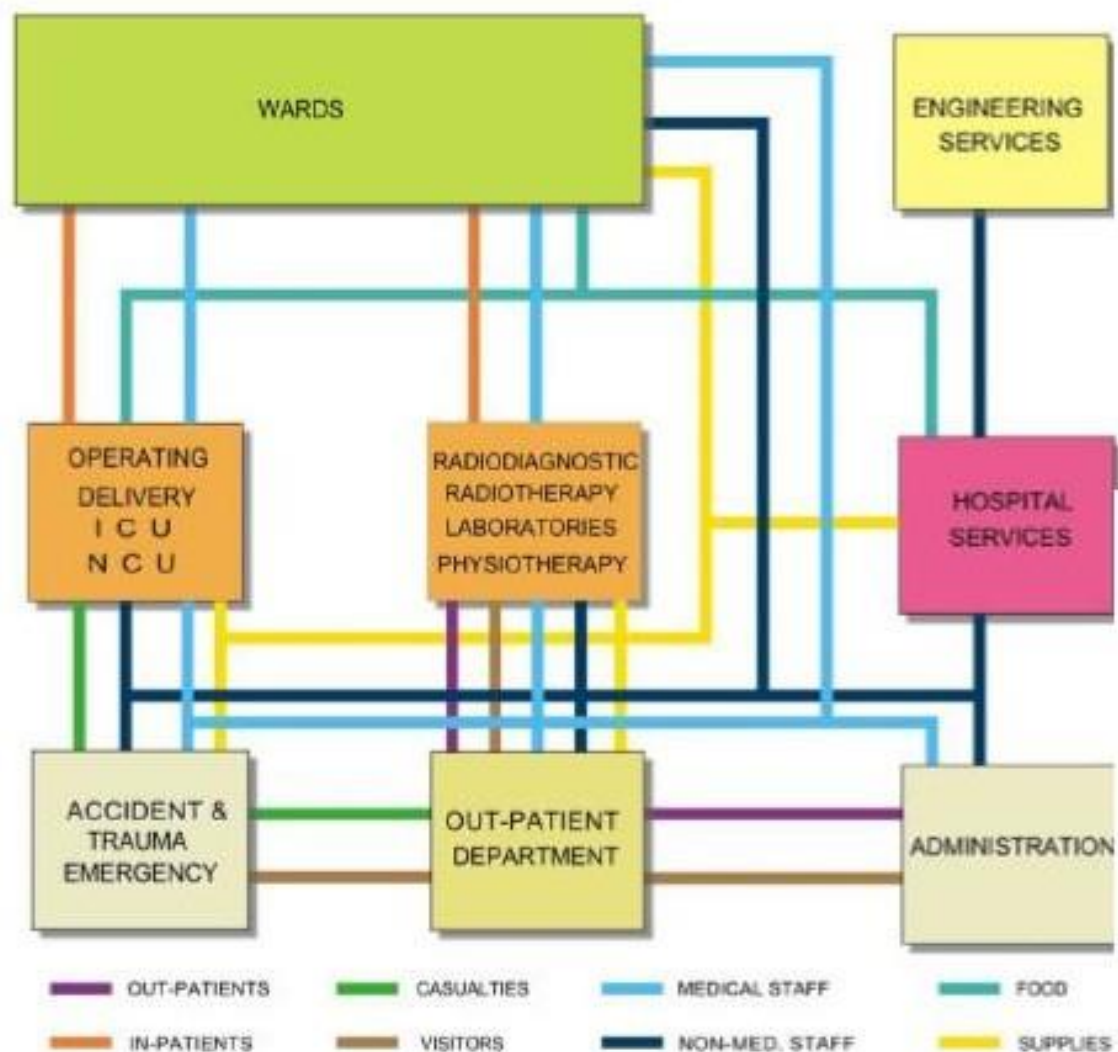 WARDS
ENGINEERING
SERVICES
OPERATING
DELIVERY
I C U
N C U
RADIODIAGNOSTIC
RADIOTHERAPY
LABORATORIES
PHYSIOTHERAPY
HOSPITAL
SERVICES
ACCIDENT &
TRAUMA
EMERGENCY
OUT-PATIENT
DEPARTMENT
ADMINISTRATION
OUT-PATIENTS
CASUALTIES
MEDICAL STAFF
FOOD
IN-PATIENTS
VISITORS
NON-MED. STAFF
SUPPLIES